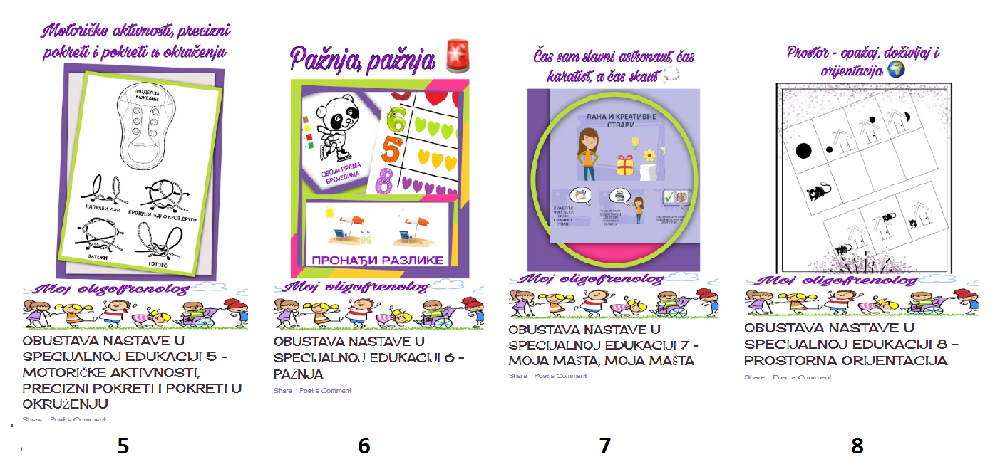 Motoričke aktivnosti, precizni
pokreti i pokreti u okruženju
МОДЕЛ ЗА
ВЕЖБАЊЕ
НАПРАВИ УШИ
ПРОВУЦИ ЈЕДНО КРОЗ ДРУГО
ЗАТЕЖИ
ГОТОВО
Moj oligofrenolog
OBUSTAVA NASTAVE U
SPECIJALNOJ EDUKACIJI 5 -
MOTORIČKE AKTIVNOSTI,
PRECIZNI POKRETI I POKRETI U
OKRUŽENJU
Share Post a Comment
5
Pažnja, pažnja
ОБОЈИ ПРЕМА
БРОЈЕВИМА
6
5
8
ПРОНАЂИ РАЗЛИКЕ
Moj oligofrenolog
OBUSTAVA NASTAVE U
SPECIJALNOJ EDUKACIJI 6 -
PAŽNJA
Share Post a Comment
6
Čas sam slavni astronaut, čas
karatist, a čas skaut
ЛАНА И КРЕАТИВНЕ
СТВАРИ
Moj oligofrenolog
OBUSTAVA NASTAVE U
SPECIJALNOJ EDUKACIJI 7 -
MOJA MAŠTA, MOJA MAŠTA
Share Post a Comment
7
Prostor - opažaj, doživljaj i
orijentacija
Moj oligofrenolog
OBUSTAVA NASTAVE U
SPECIJALNOJ EDUKACIJI 8 -
PROSTORNA ORIJENTACIJA
Share Post a Comment
8